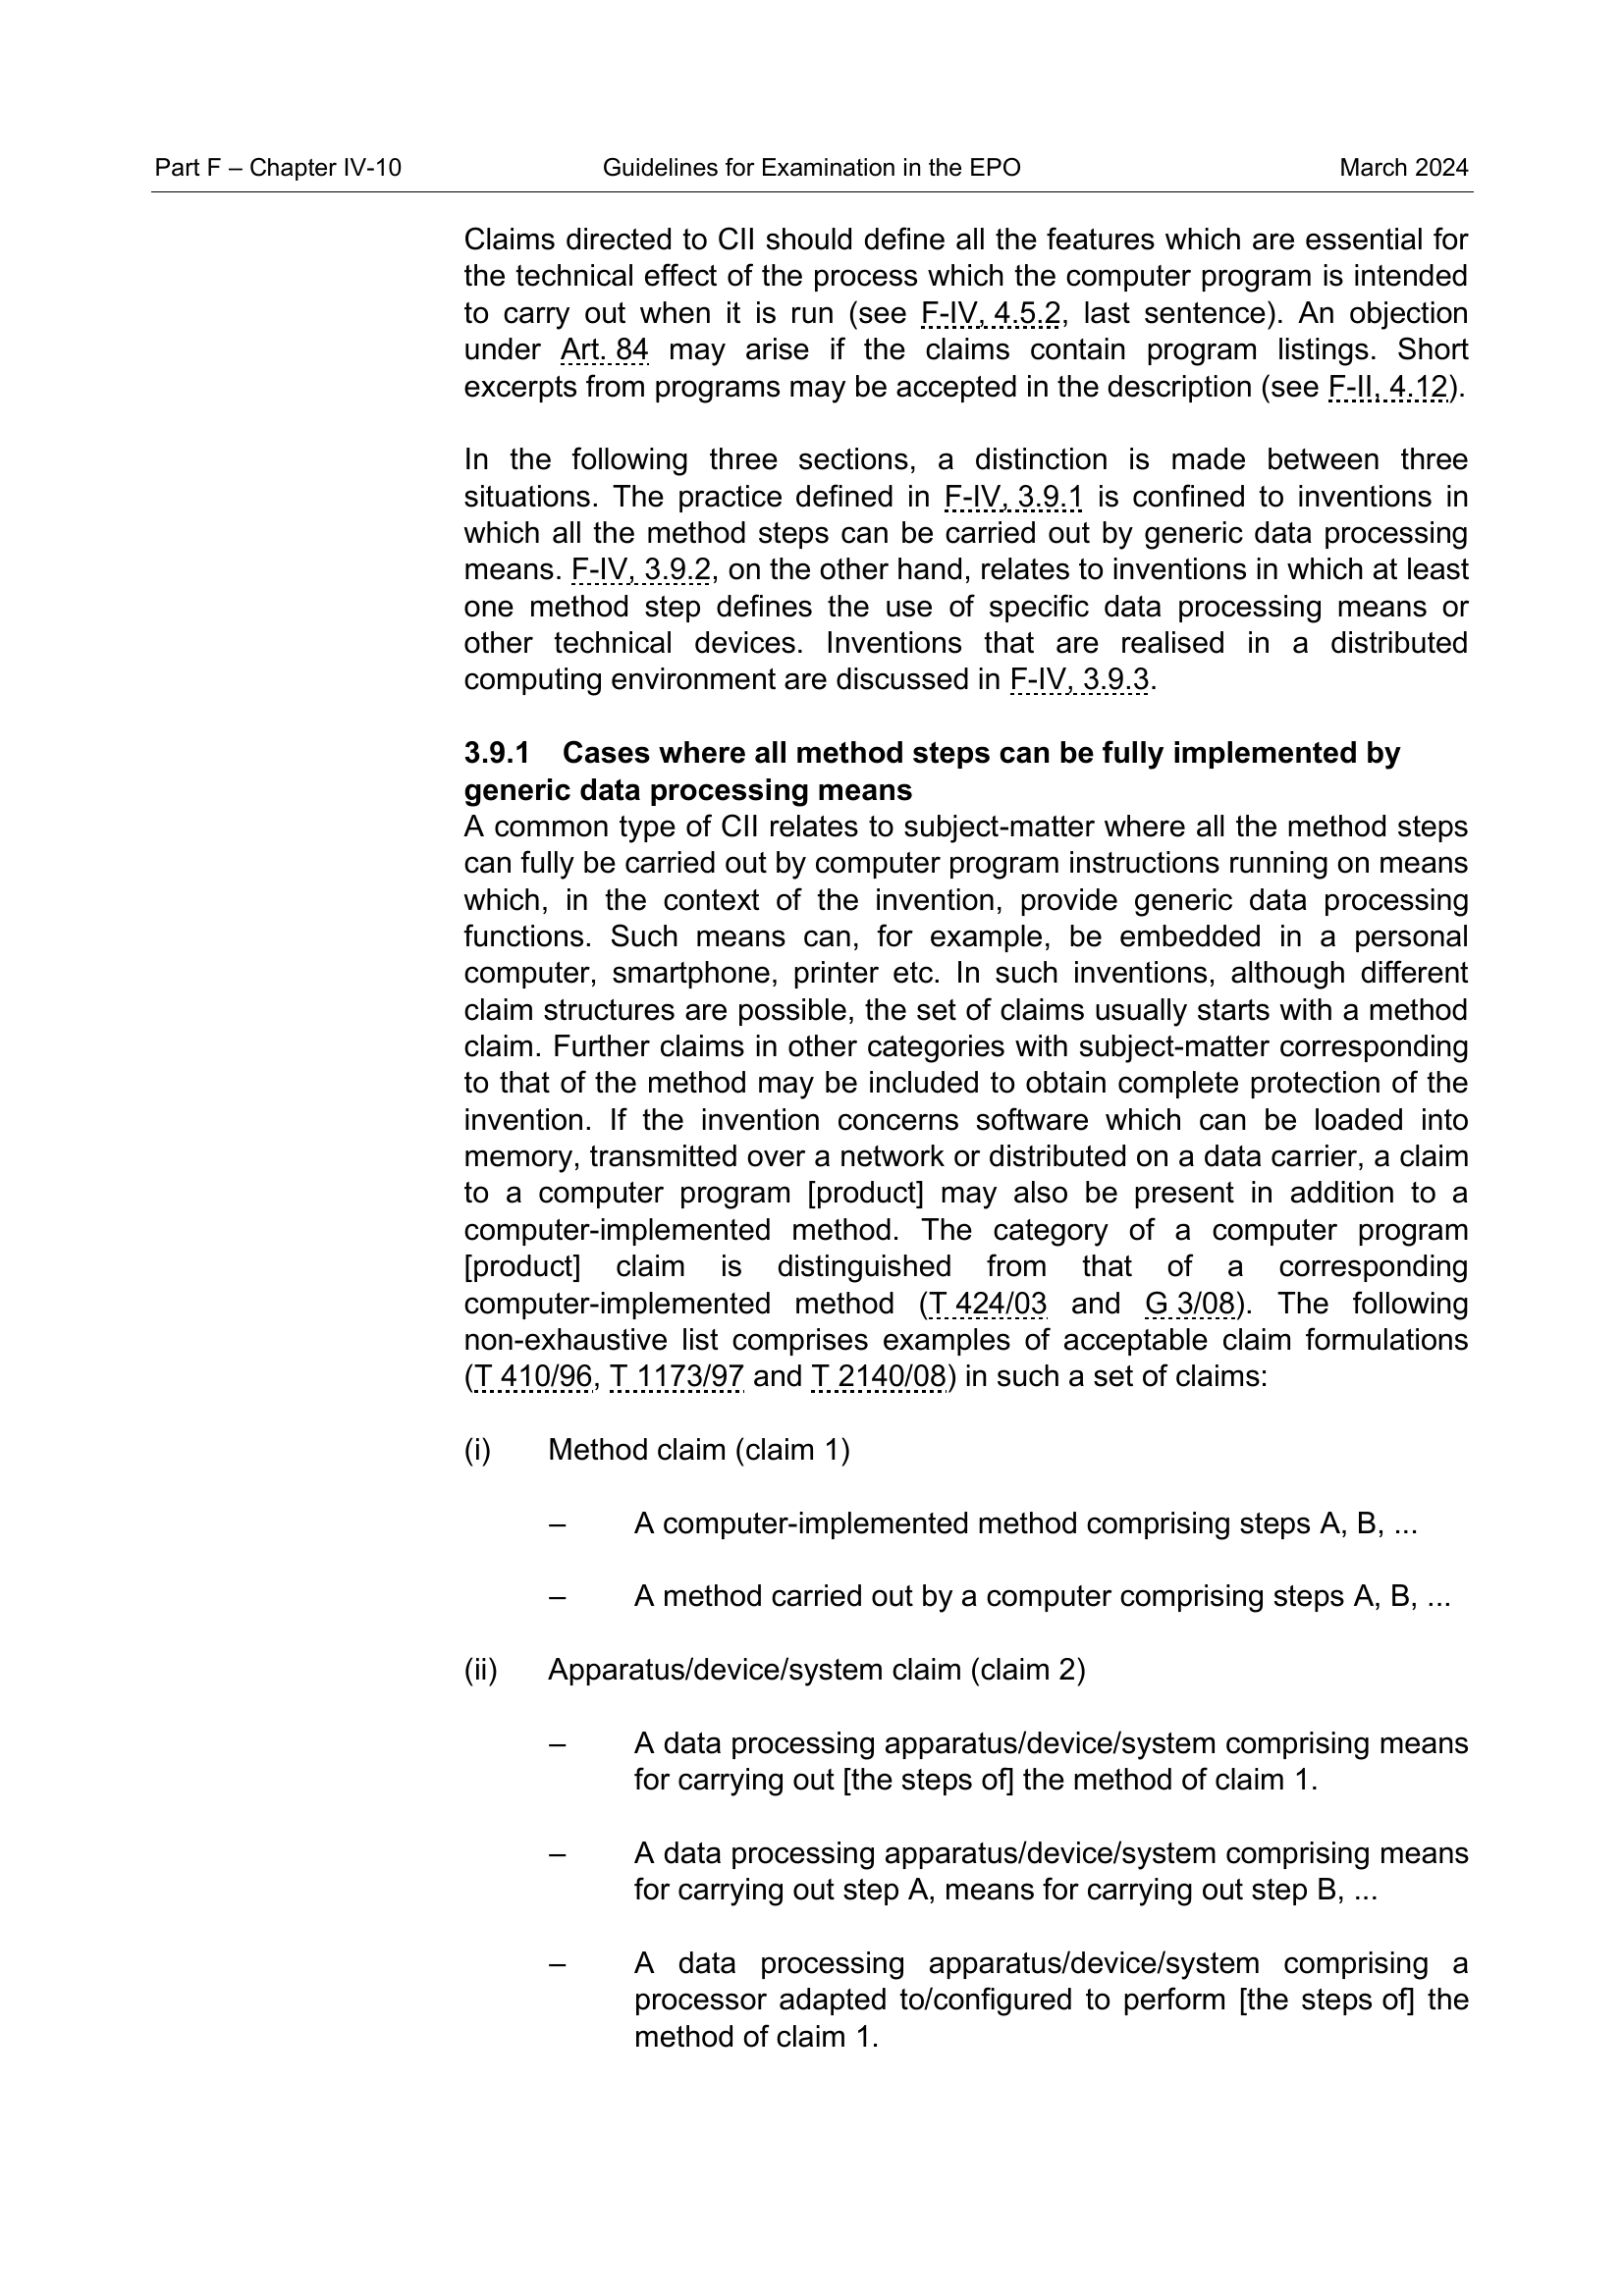 Part F – Chapter IV-10 Guidelines for Examination in the EPO March 2024
Claims directed to CII should define all the features which are essential for
the technical effect of the process which the computer program is intended
to carry out when it is run (see F-IV, 4.5.2, last sentence). An objection
under Art. 84 may arise if the claims contain program listings. Short
excerpts from programs may be accepted in the description (see F-II, 4.12).
In the following three sections, a distinction is made between three
situations. The practice defined in F-IV, 3.9.1 is confined to inventions in
which all the method steps can be carried out by generic data processing
means. F-IV, 3.9.2, on the other hand, relates to inventions in which at least
one method step defines the use of specific data processing means or
other technical devices. Inventions that are realised in a distributed
computing environment are discussed in F-IV, 3.9.3.
3.9.1 Cases where all method steps can be fully implemented by
generic data processing means
A common type of CII relates to subject-matter where all the method steps
can fully be carried out by computer program instructions running on means
which, in the context of the invention, provide generic data processing
functions. Such means can, for example, be embedded in a personal
computer, smartphone, printer etc. In such inventions, although different
claim structures are possible, the set of claims usually starts with a method
claim. Further claims in other categories with subject-matter corresponding
to that of the method may be included to obtain complete protection of the
invention. If the invention concerns software which can be loaded into
memory, transmitted over a network or distributed on a data carrier, a claim
to a computer program [product] may also be present in addition to a
computer-implemented method. The category of a computer program
[product] claim is distinguished from that of a corresponding
computer-implemented method (T 424/03 and G 3/08). The following
non-exhaustive list comprises examples of acceptable claim formulations
(T 410/96, T 1173/97 and T 2140/08) in such a set of claims:
(i) Method claim (claim 1)
– A computer-implemented method comprising steps A, B, ...
– A method carried out by a computer comprising steps A, B, ...
(ii) Apparatus/device/system claim (claim 2)
– A data processing apparatus/device/system comprising means
for carrying out [the steps of] the method of claim 1.
– A data processing apparatus/device/system comprising means
for carrying out step A, means for carrying out step B, ...
– A data processing apparatus/device/system comprising a
processor adapted to/configured to perform [the steps of] the
method of claim 1.